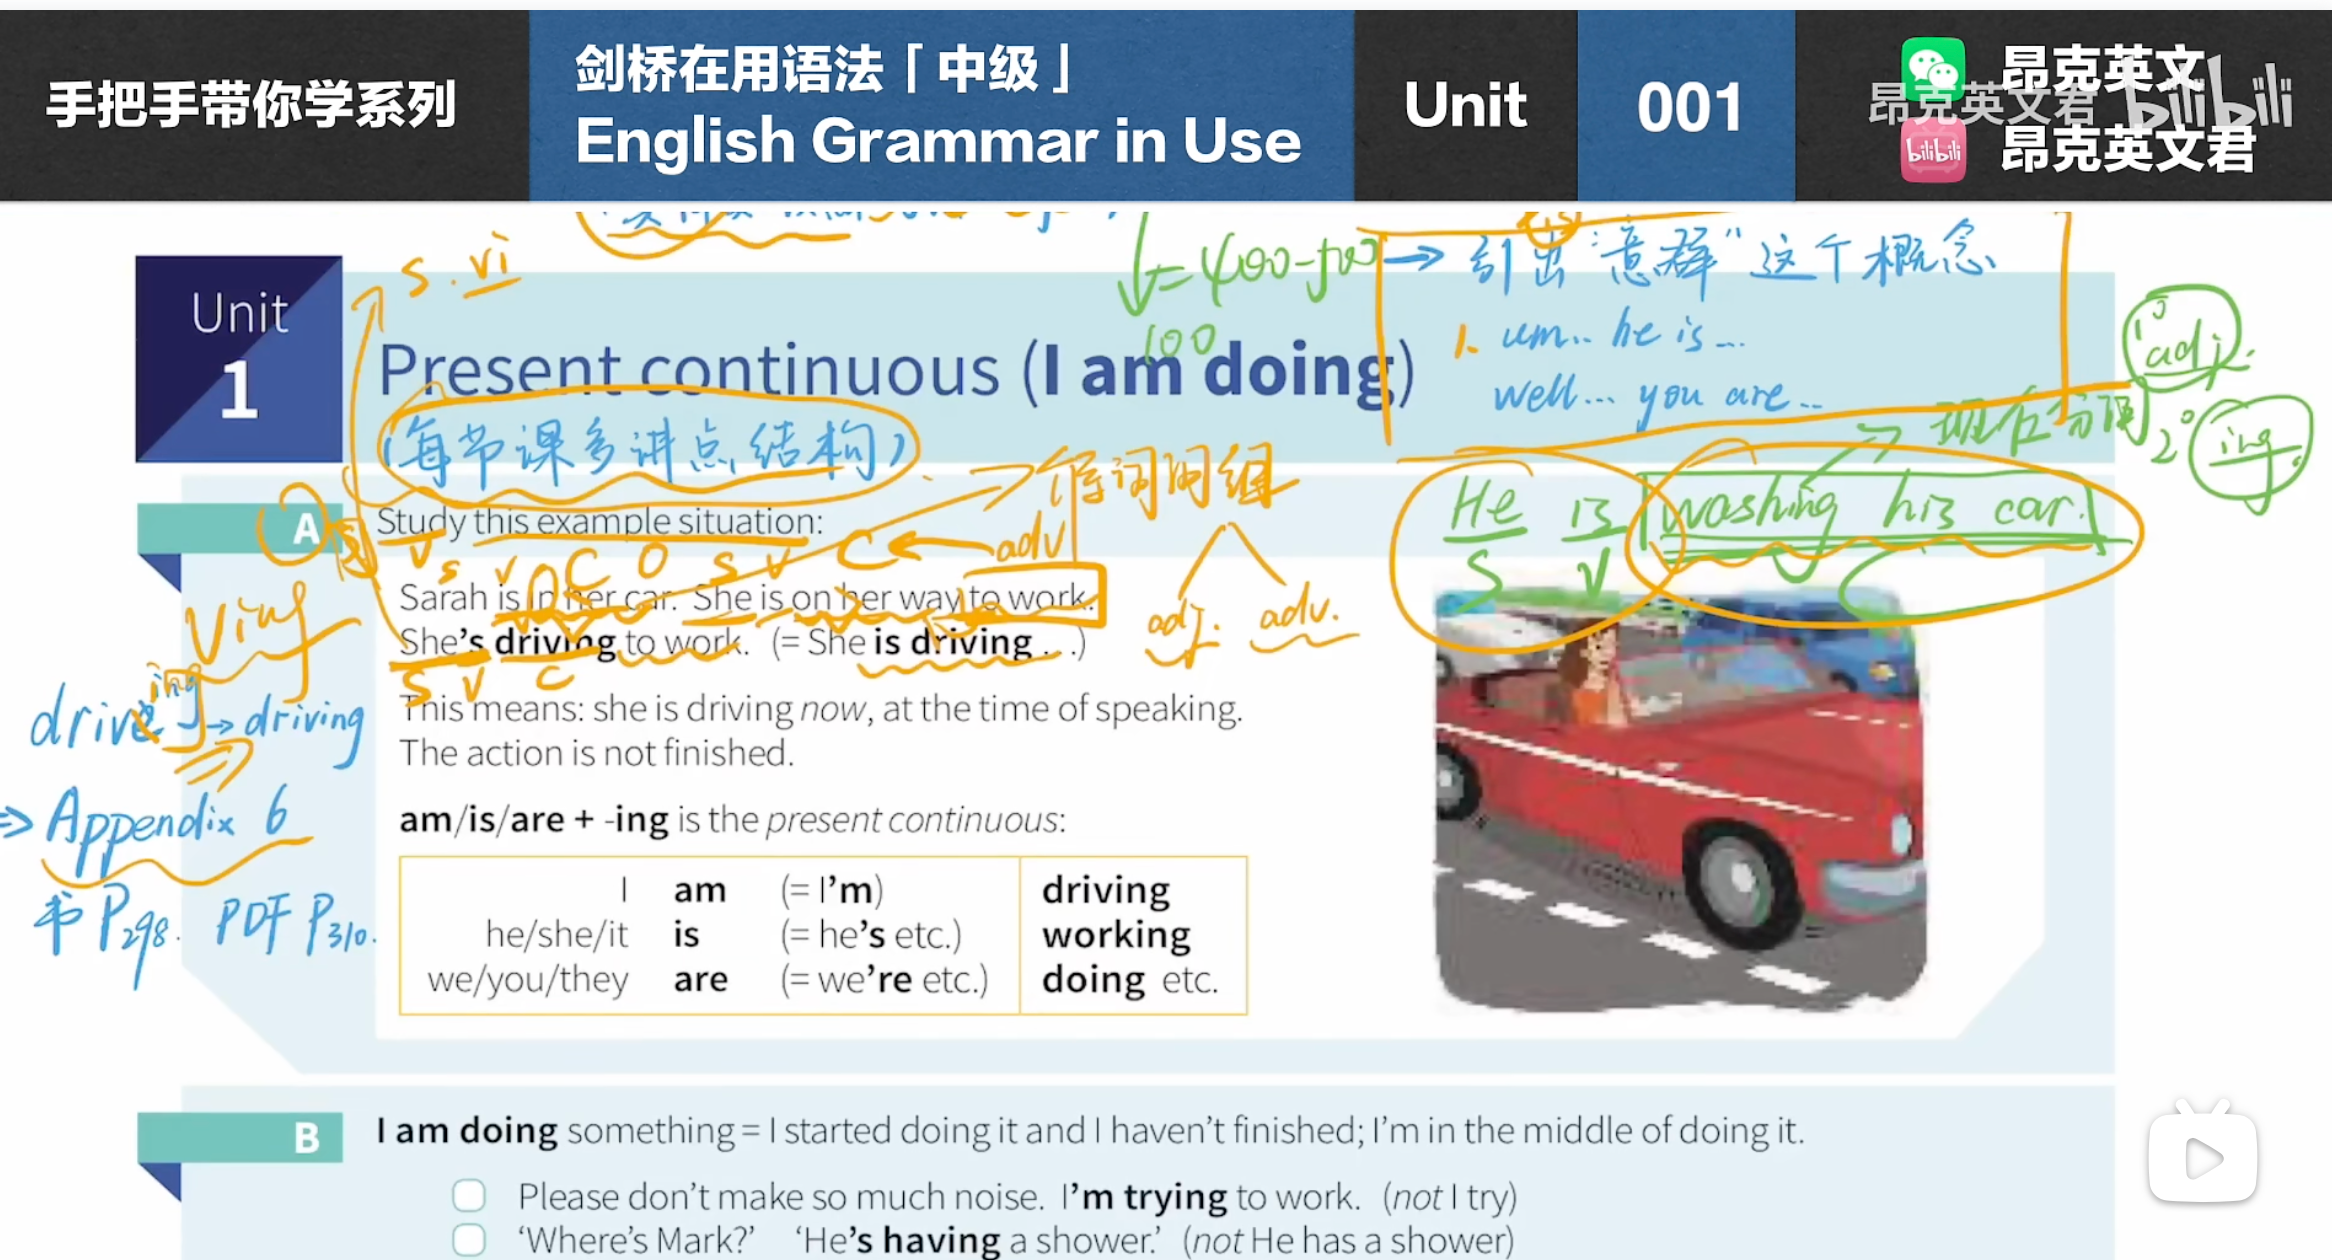 手把手带你学系列
剑桥在用语法「中级」
English Grammar in Use
Unit
001
昂克英文
昂克英文君 bilibili
bilibili 昂克英文君
s. vi
→ 引出“意群”这个概念
1. um.. he is...
well... you are..
100
Unit
1
Present continuous (I am doing)
(每节课多讲点结构)
1° adj.
2° ing.
现在分词
介词词组
adj. adv.
He is washing his car.
S V
A
Study this example situation:
V S V C O S V C ← adv
Sarah is in her car. She is on her way to work.
She's driving to work. (= She is driving ...)
S V C
Ving
drive ing → driving
This means: she is driving now, at the time of speaking.
The action is not finished.
⇒ Appendix 6
书 P298. PDF P310.
am/is/are + -ing is the present continuous:
I am (= I'm) driving
he/she/it is (= he's etc.) working
we/you/they are (= we're etc.) doing etc.
B
I am doing something = I started doing it and I haven't finished; I'm in the middle of doing it.
Please don't make so much noise. I'm trying to work. (not I try)
‘Where's Mark?’ ‘He's having a shower.’ (not He has a shower)